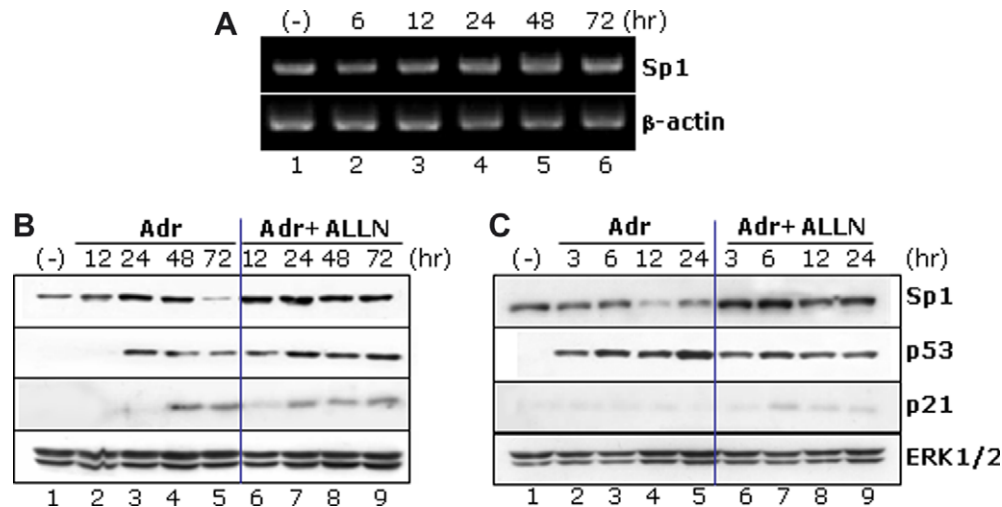 A (-) 6 12 24 48 72 (hr)
Sp1
β-actin
1 2 3 4 5 6
B Adr Adr+ ALLN
(-) 12 24 48 72 12 24 48 72 (hr)
1 2 3 4 5 6 7 8 9
C Adr Adr+ ALLN
(-) 3 6 12 24 3 6 12 24 (hr)
Sp1
p53
p21
ERK1/2
1 2 3 4 5 6 7 8 9